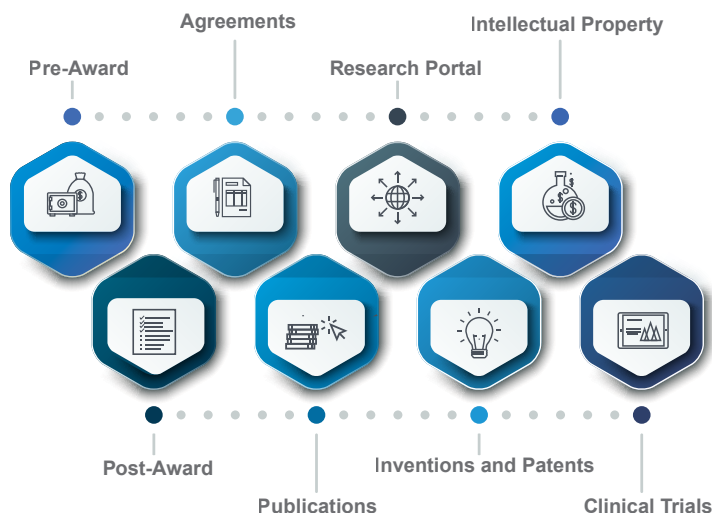 Agreements
Intellectual Property
Pre-Award
Research Portal
Post-Award
Inventions and Patents
Publications
Clinical Trials